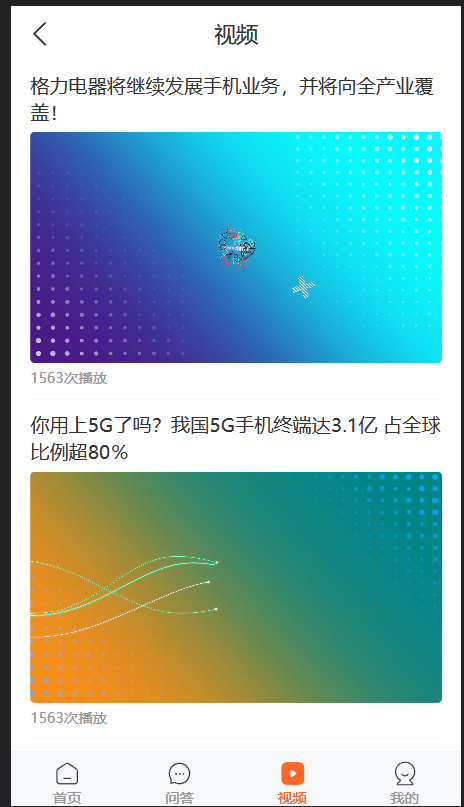 视频
格力电器将继续发展手机业务，并将向全产业覆
盖！
1563次播放
你用上5G了吗？我国5G手机终端达3.1亿 占全球
比例超80%
1563次播放
首页 问答 视频 我的